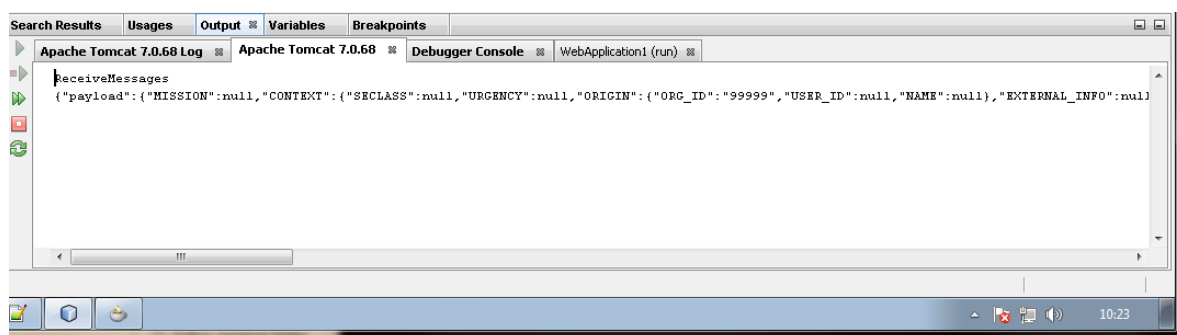 Search Results Usages Output Variables Breakpoints
Apache Tomcat 7.0.68 Log Apache Tomcat 7.0.68 Debugger Console WebApplication1 (run)
ReceiveMessages
{"payload":{"MISSION":null,"CONTEXT":{"SECLASS":null,"URGENCY":null,"ORIGIN":{"ORG_ID":"99999","USER_ID":null,"NAME":null},"EXTERNAL_INFO":null
10:23